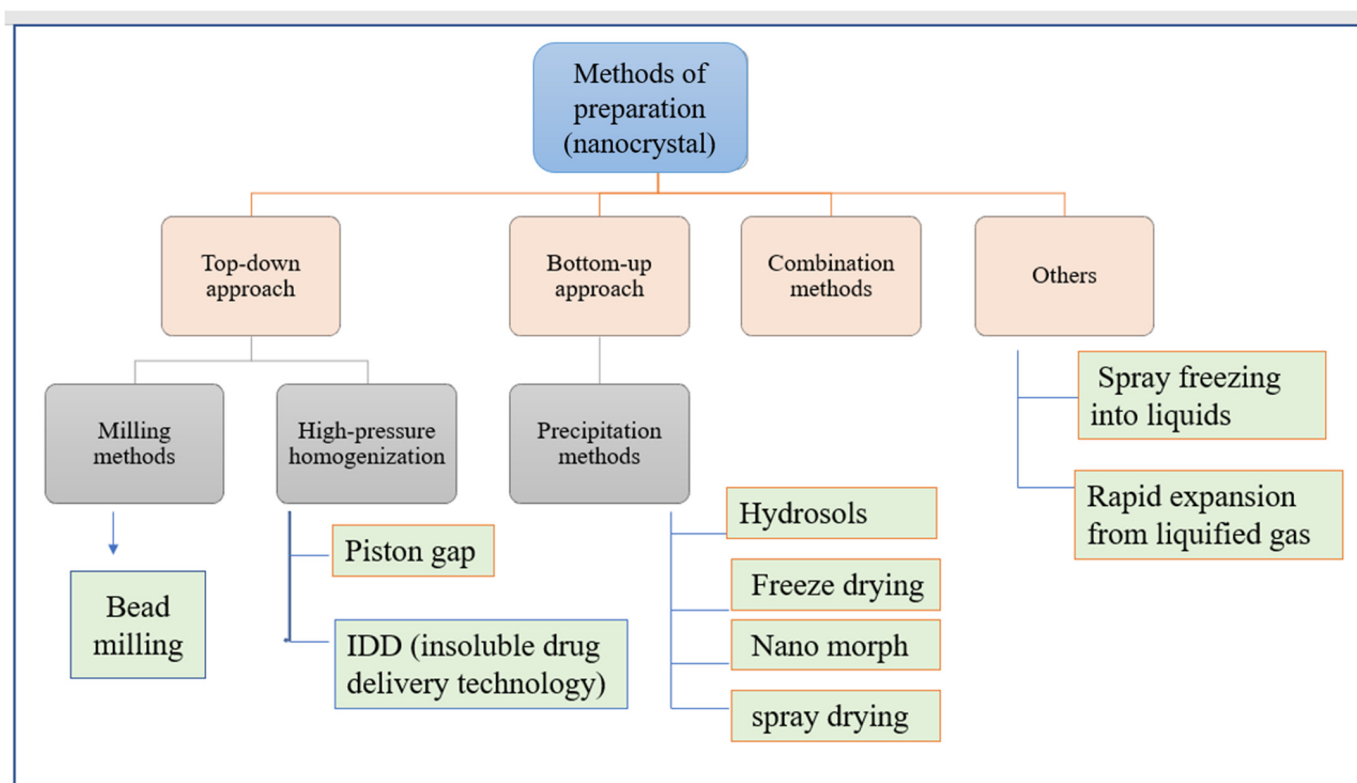 Methods of
preparation
(nanocrystal)
Top-down
approach
Bottom-up
approach
Combination
methods
Others
Milling
methods
High-pressure
homogenization
Precipitation
methods
Spray freezing
into liquids
Rapid expansion
from liquified gas
Bead
milling
Piston gap
IDD (insoluble drug
delivery technology)
Hydrosols
Freeze drying
Nano morph
spray drying